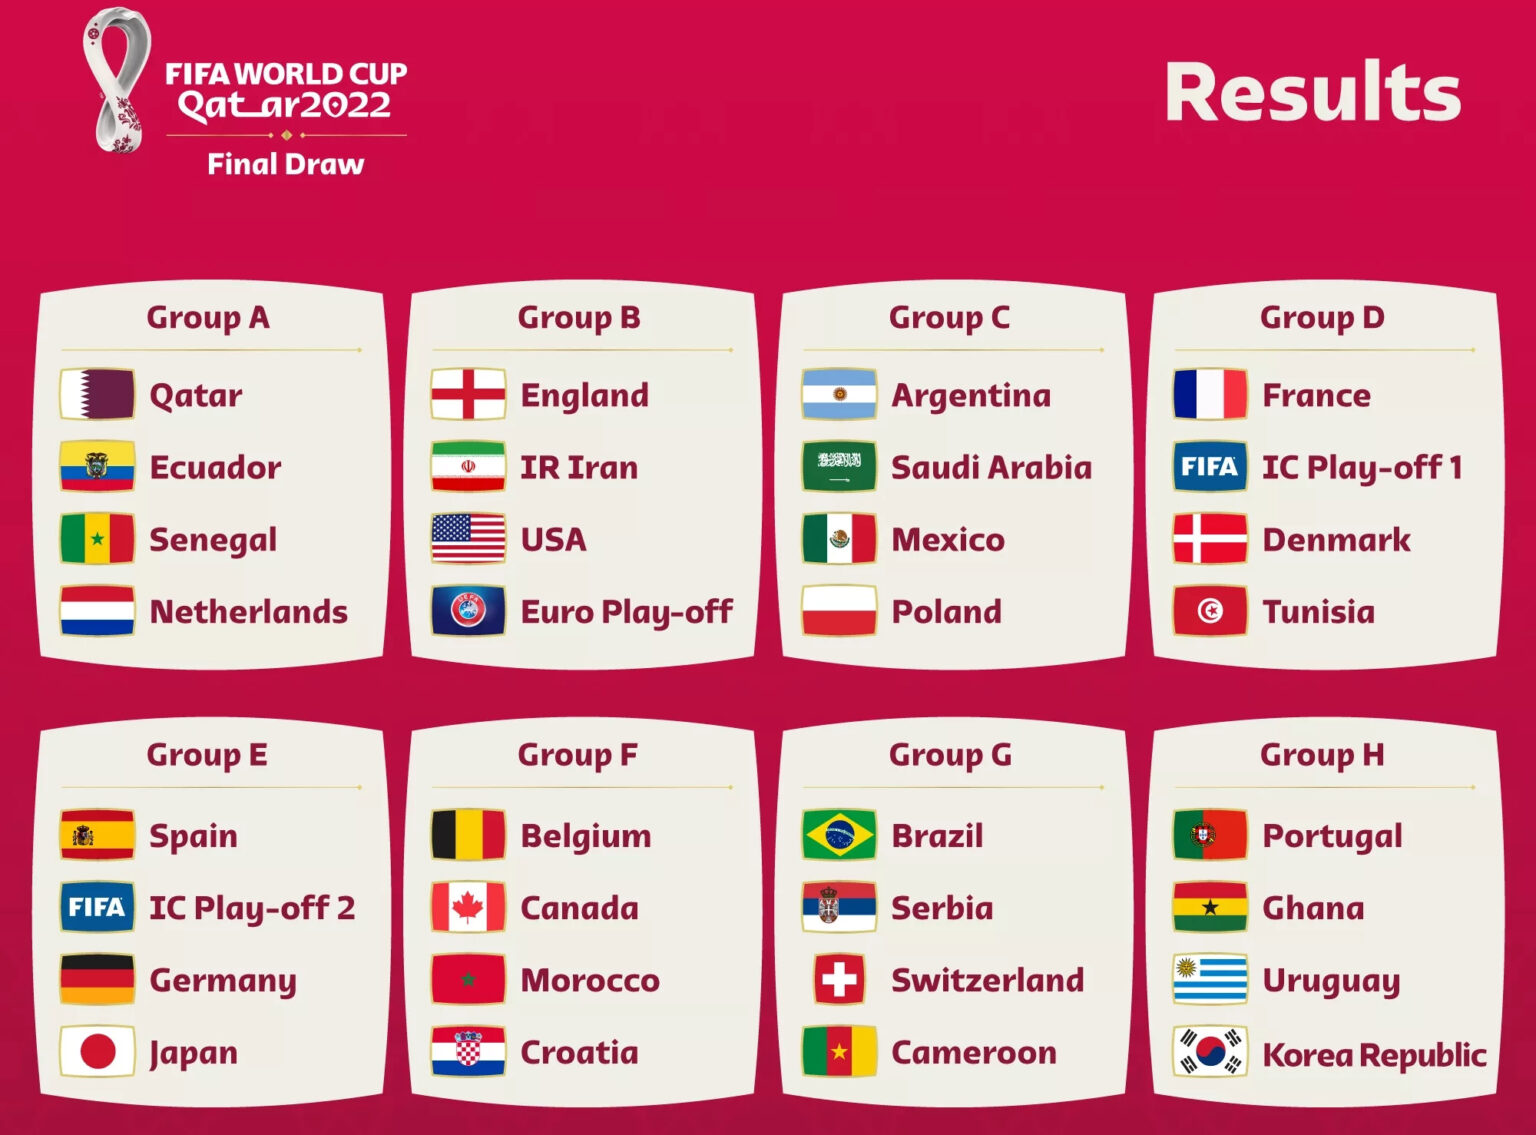 FIFA WORLD CUP
Qatar2022
Final Draw
Results
Group A
Qatar
Ecuador
Senegal
Netherlands
Group B
England
IR Iran
USA
UEFA
Euro Play-off
Group C
Argentina
Saudi Arabia
Mexico
Poland
Group D
France
FIFA
IC Play-off 1
Denmark
Tunisia
Group E
Spain
FIFA
IC Play-off 2
Germany
Japan
Group F
Belgium
Canada
Morocco
Croatia
Group G
Brazil
Serbia
Switzerland
Cameroon
Group H
Portugal
Ghana
Uruguay
Korea Republic